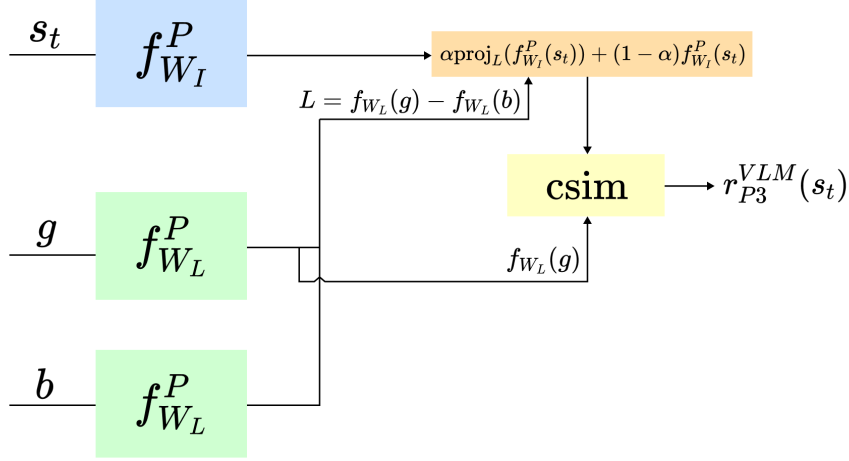 s_t
f^P_{W_I}
αproj_L(f^P_{W_I}(s_t)) + (1 − α)f^P_{W_I}(s_t)
L = f_{W_L}(g) − f_{W_L}(b)
csim
r^{VLM}_{P3}(s_t)
g
f^P_{W_L}
f_{W_L}(g)
b
f^P_{W_L}